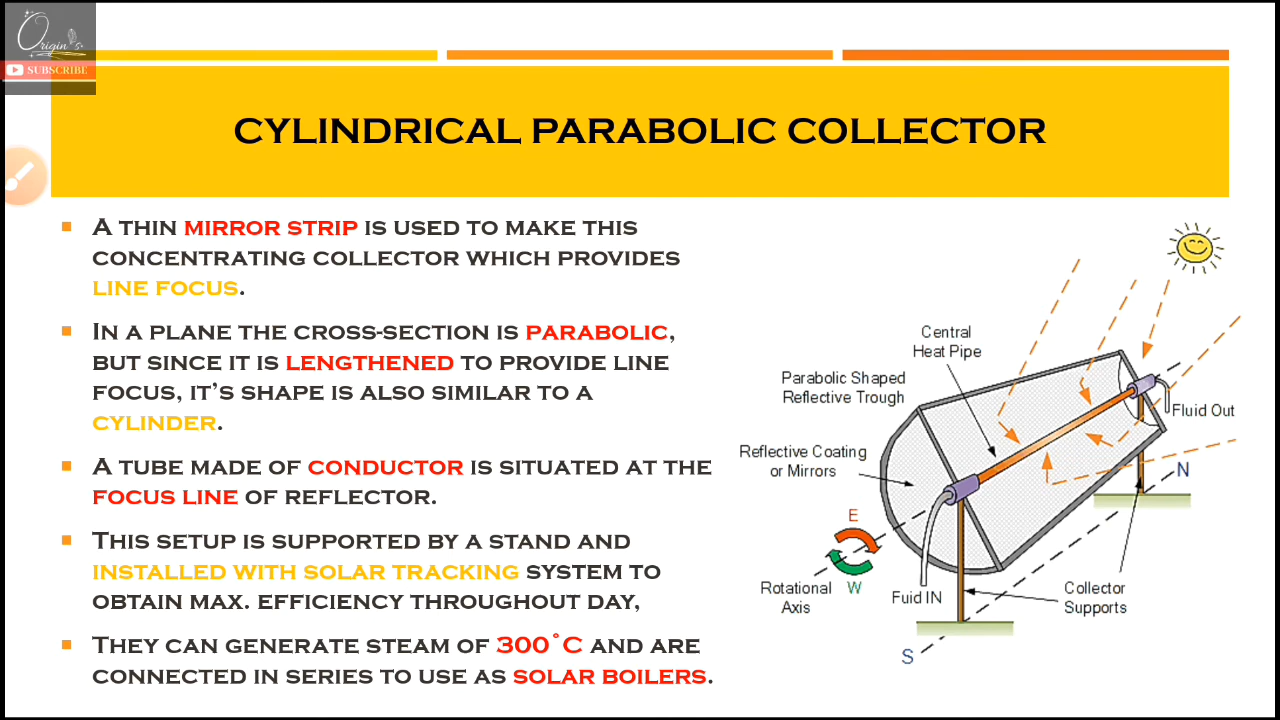 Origin's
SUBSCRIBE
CYLINDRICAL PARABOLIC COLLECTOR
A THIN MIRROR STRIP IS USED TO MAKE THIS
CONCENTRATING COLLECTOR WHICH PROVIDES
LINE FOCUS.
IN A PLANE THE CROSS-SECTION IS PARABOLIC,
BUT SINCE IT IS LENGTHENED TO PROVIDE LINE
FOCUS, IT'S SHAPE IS ALSO SIMILAR TO A
CYLINDER.
A TUBE MADE OF CONDUCTOR IS SITUATED AT THE
FOCUS LINE OF REFLECTOR.
THIS SETUP IS SUPPORTED BY A STAND AND
INSTALLED WITH SOLAR TRACKING SYSTEM TO
OBTAIN MAX. EFFICIENCY THROUGHOUT DAY,
THEY CAN GENERATE STEAM OF 300°C AND ARE
CONNECTED IN SERIES TO USE AS SOLAR BOILERS.
Central
Heat Pipe
Parabolic Shaped
Reflective Trough
Fluid Out
Reflective Coating
or Mirrors
N
E
W
Rotational
Axis
Fuid IN
Collector
Supports
S